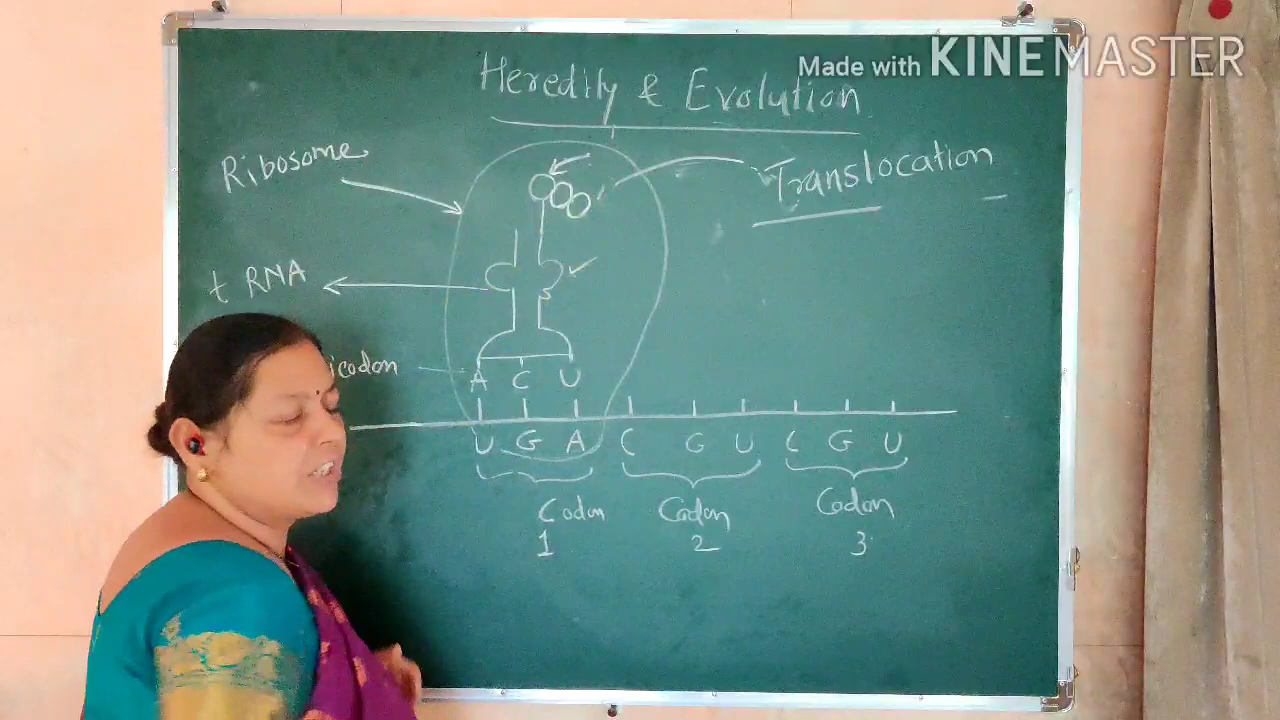 Made with KINEMASTER
Heredity & Evolution
Ribosome
Translocation
t RNA
icodon
A C U
U G A C G U C G U
Codon Codon Codon
1 2 3